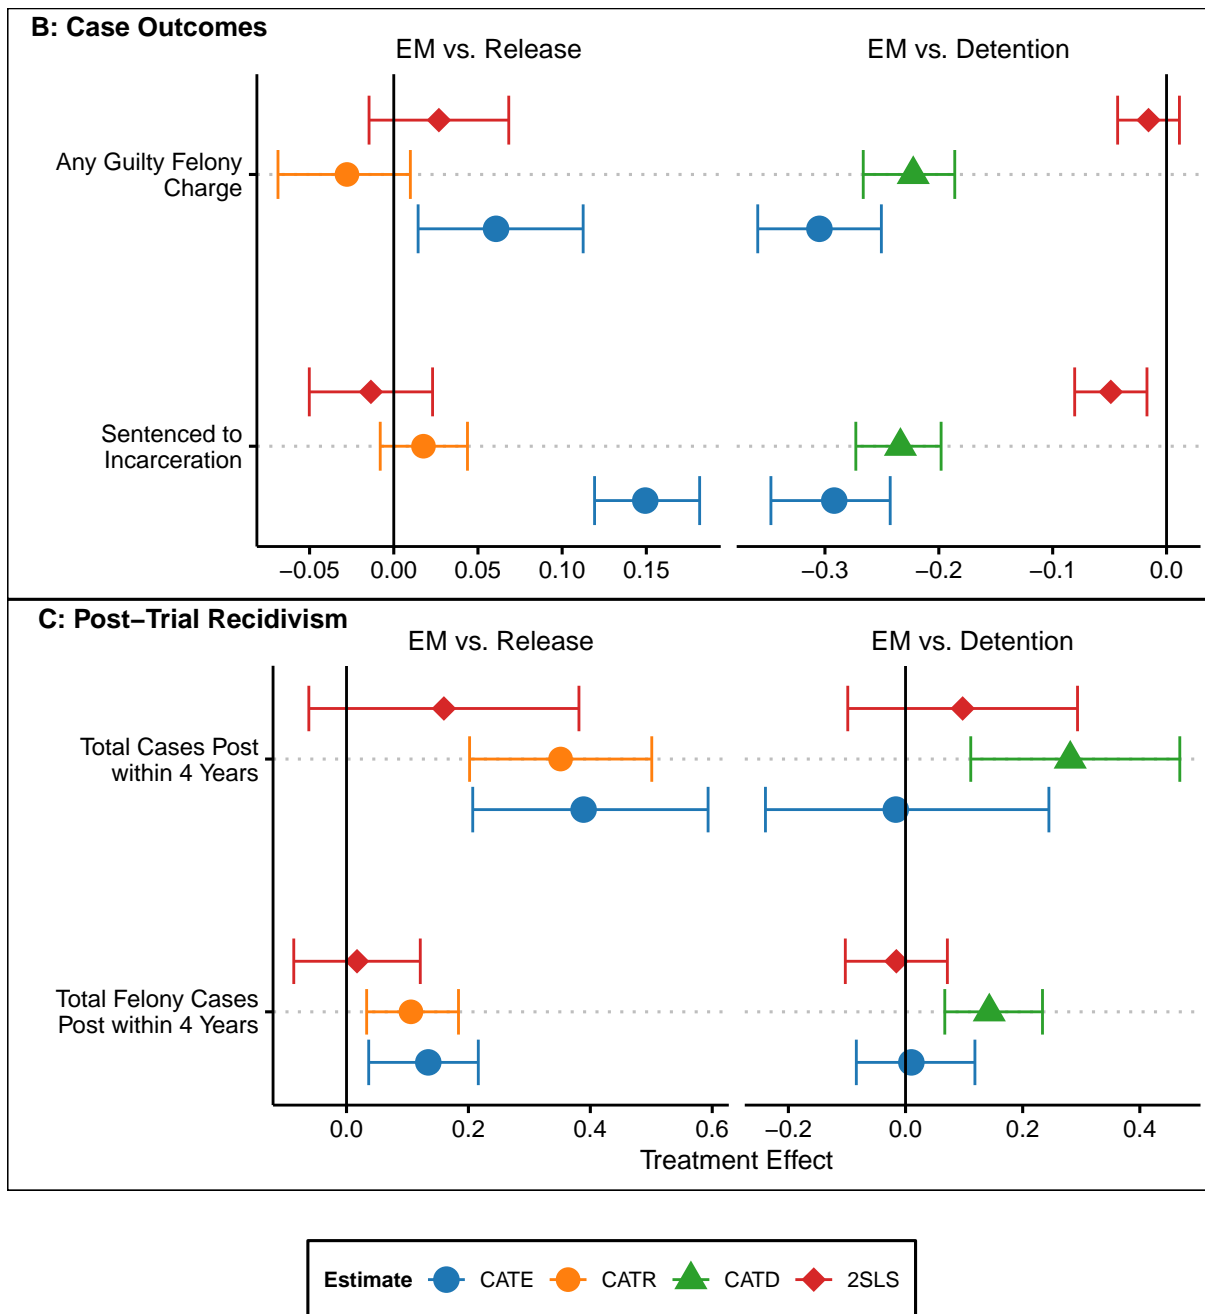 B: Case Outcomes
EM vs. Release
EM vs. Detention
Any Guilty Felony
Charge
Sentenced to
Incarceration
−0.05 0.00 0.05 0.10 0.15
−0.3 −0.2 −0.1 0.0
C: Post−Trial Recidivism
EM vs. Release
EM vs. Detention
Total Cases Post
within 4 Years
Total Felony Cases
Post within 4 Years
0.0 0.2 0.4 0.6
−0.2 0.0 0.2 0.4
Treatment Effect
Estimate CATE CATR CATD 2SLS